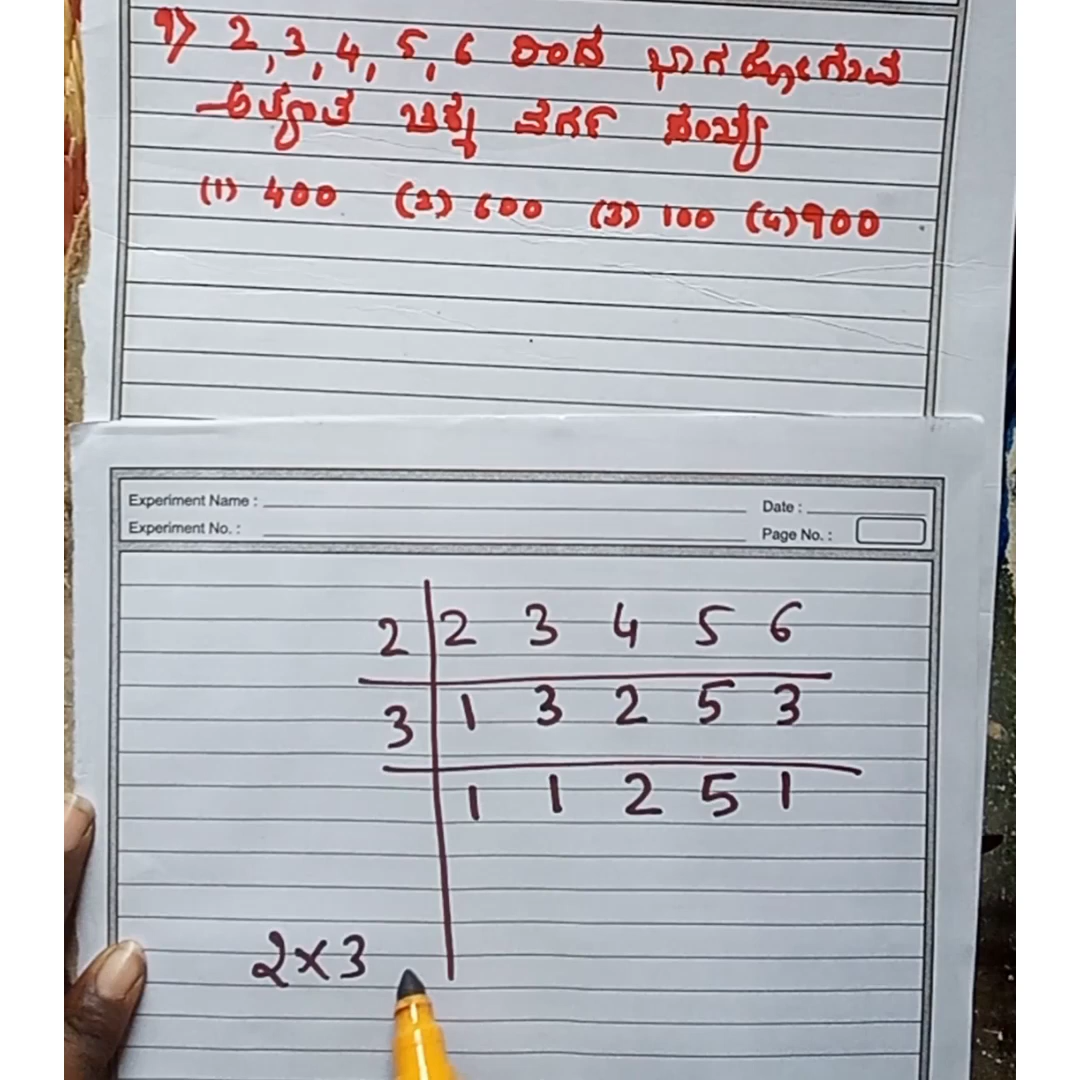 9) 2, 3, 4, 5, 6 ರಿಂದ ಭಾಗ ಹೋಗುವ
ಅತ್ಯಂತ ಚಿಕ್ಕ ವರ್ಗ ಸಂಖ್ಯೆ
(1) 400 (2) 600 (3) 100 (4) 900
Experiment Name :
Date :
Experiment No. :
Page No. :
2 2 3 4 5 6
3 1 3 2 5 3
1 1 2 5 1
2×3